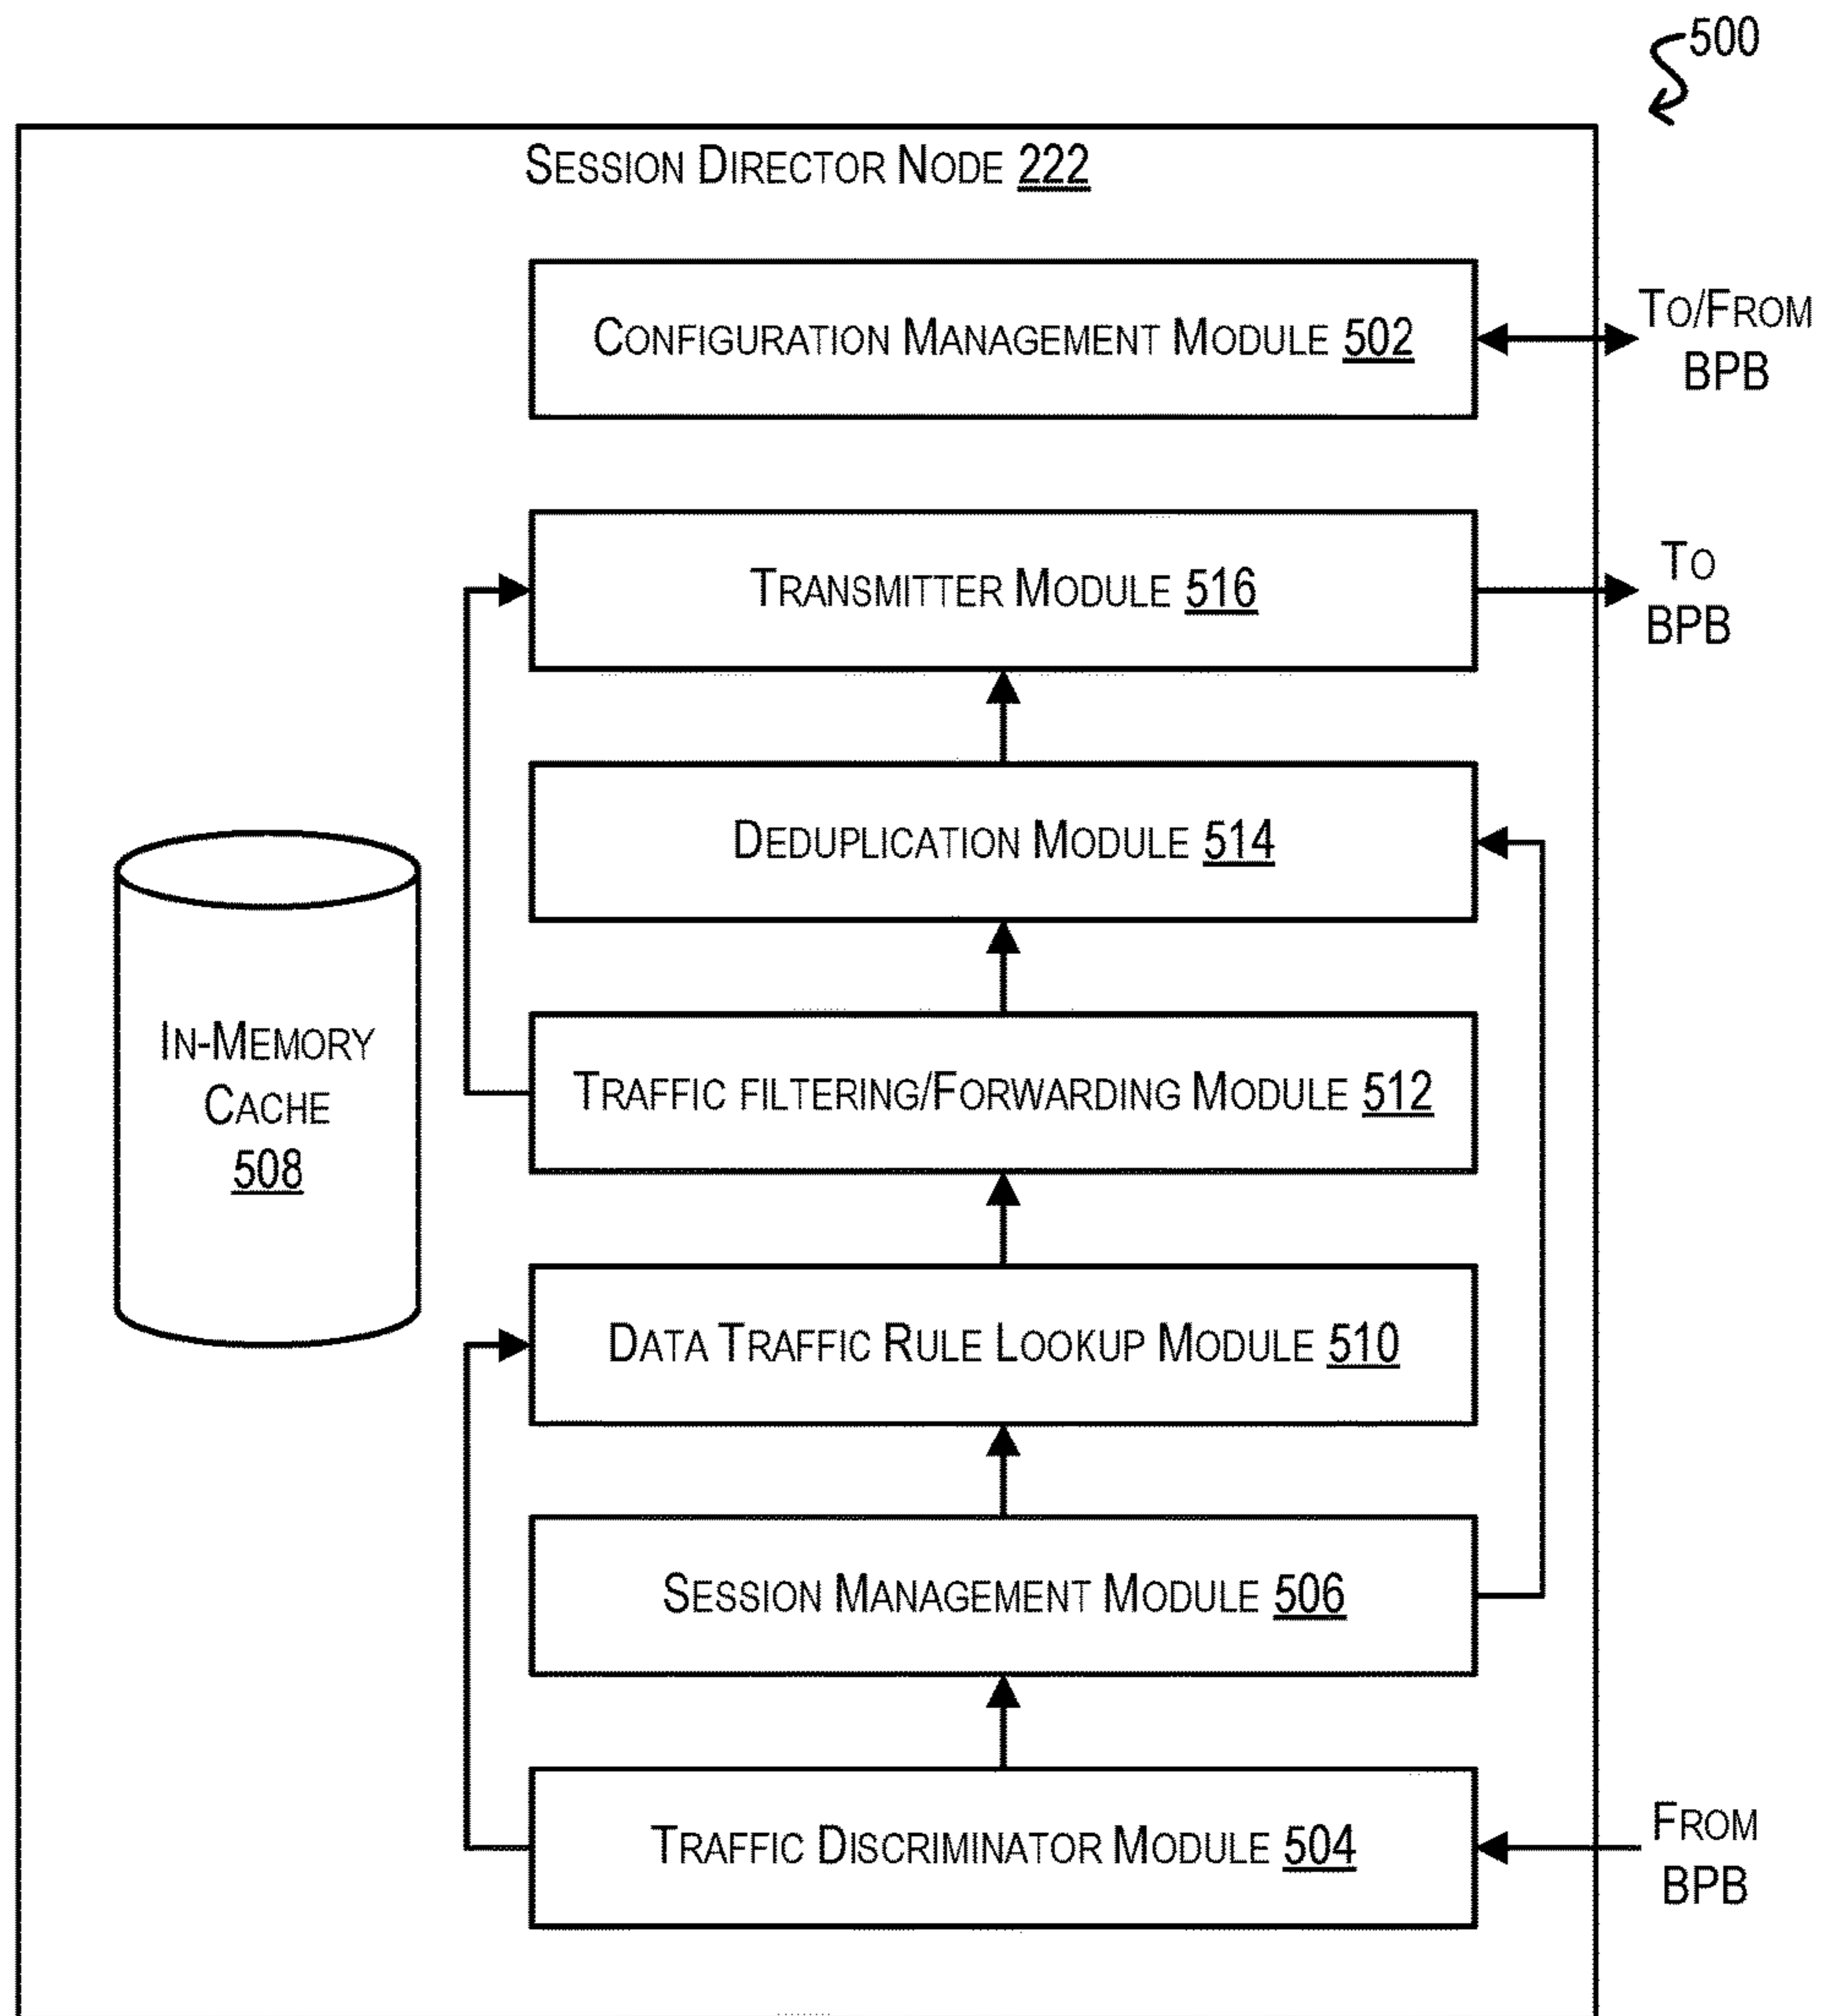 500
SESSION DIRECTOR NODE 222
CONFIGURATION MANAGEMENT MODULE 502
TO/FROM
BPB
TRANSMITTER MODULE 516
TO
BPB
DEDUPLICATION MODULE 514
IN-MEMORY
CACHE
508
TRAFFIC FILTERING/FORWARDING MODULE 512
DATA TRAFFIC RULE LOOKUP MODULE 510
SESSION MANAGEMENT MODULE 506
TRAFFIC DISCRIMINATOR MODULE 504
FROM
BPB